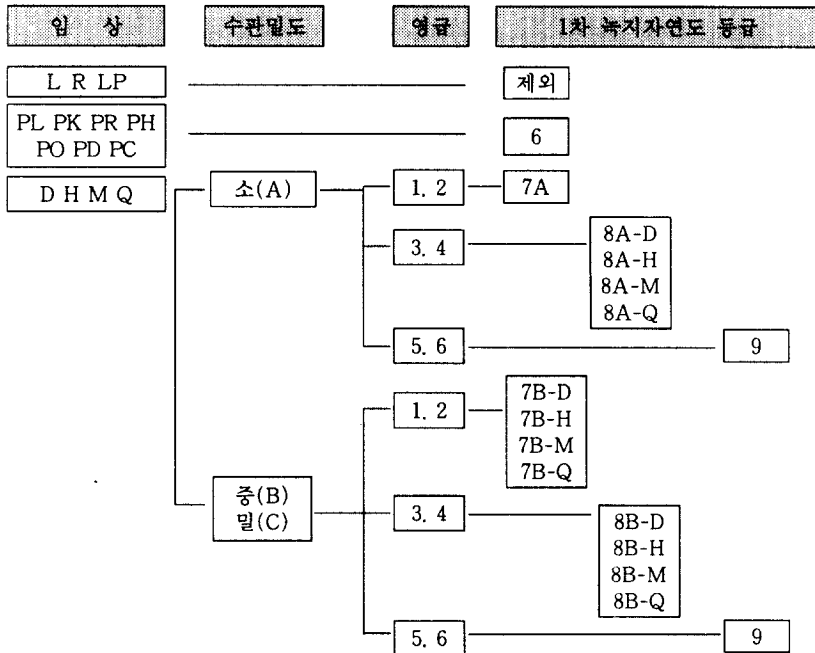 임 상 수관밀도 영급 1차 녹지자연도 등급
L R LP 제외
PL PK PR PH
PO PD PC
6
D H M Q
소(A)
1. 2
7A
3. 4
8A-D
8A-H
8A-M
8A-Q
5. 6
9
중(B)
밀(C)
1. 2
7B-D
7B-H
7B-M
7B-Q
3. 4
8B-D
8B-H
8B-M
8B-Q
5. 6
9